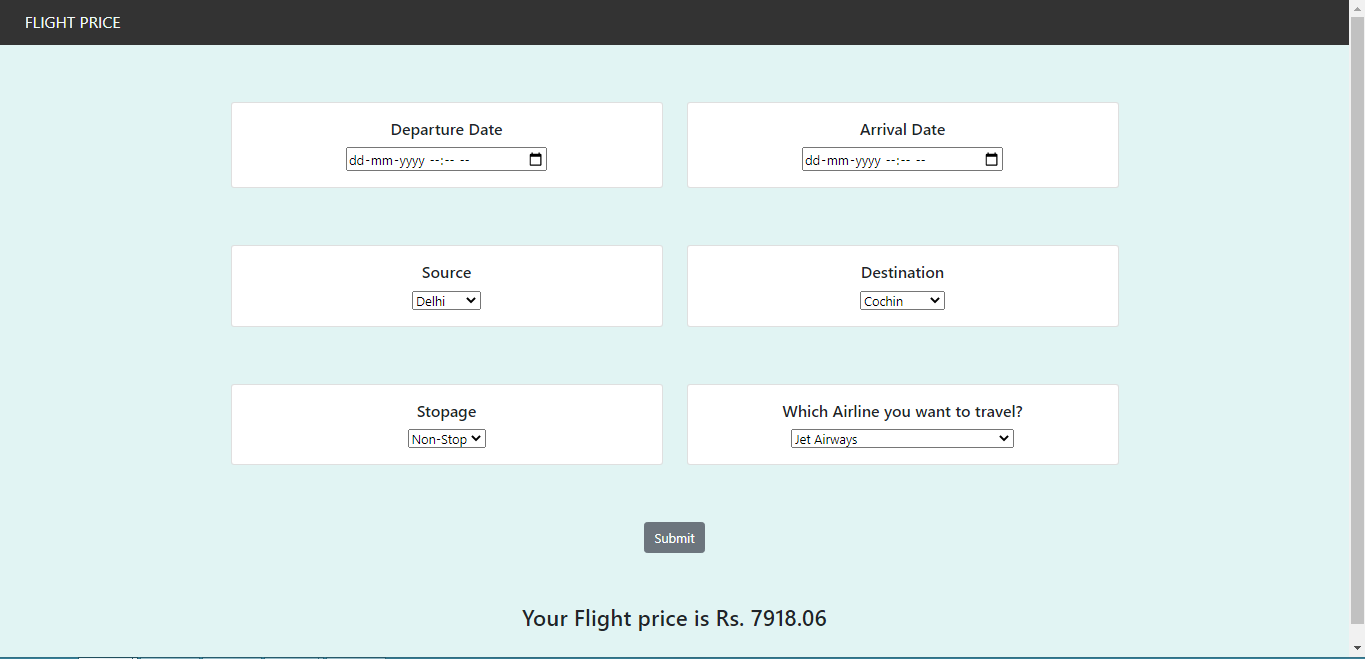 FLIGHT PRICE
Departure Date
dd-mm-yyyy --:-- --
Arrival Date
dd-mm-yyyy --:-- --
Source
Delhi
Destination
Cochin
Stopage
Non-Stop
Which Airline you want to travel?
Jet Airways
Submit
Your Flight price is Rs. 7918.06